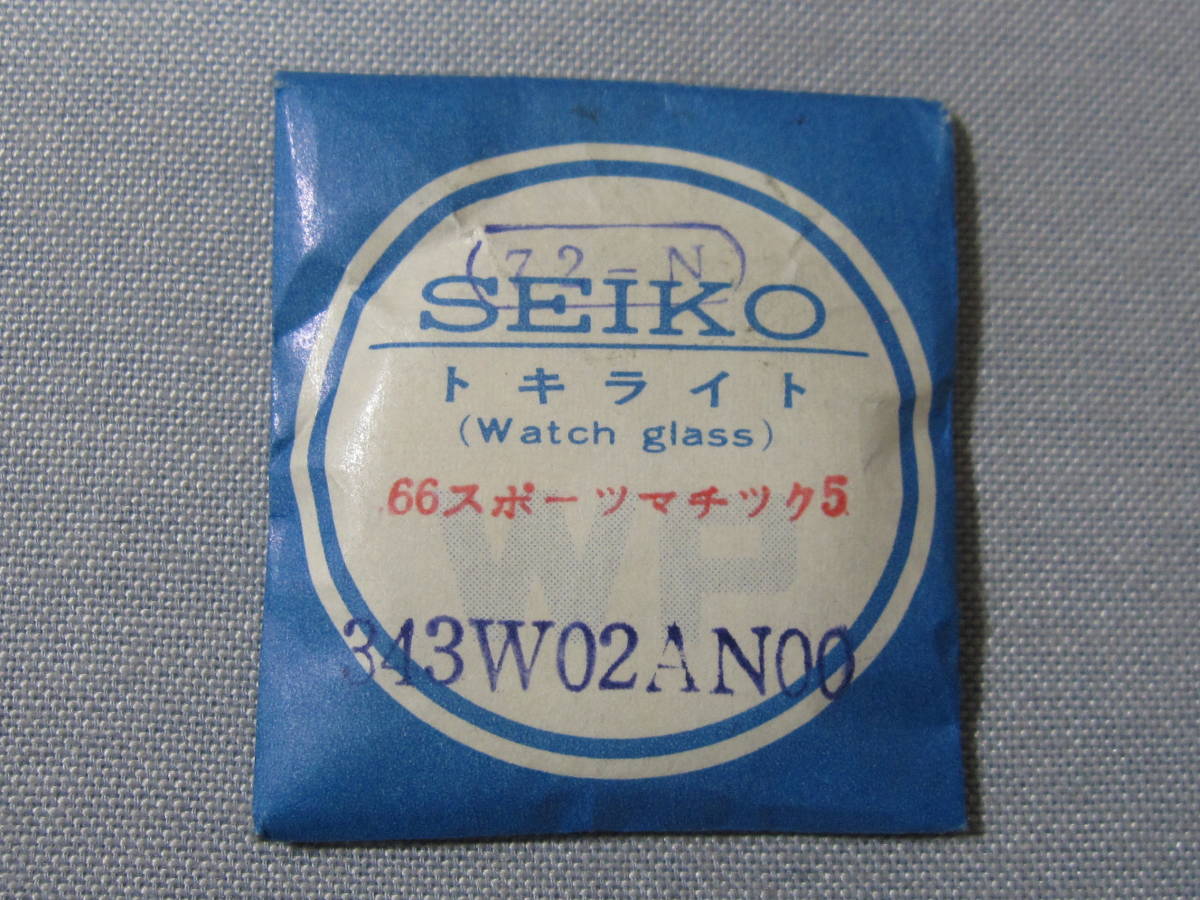 (72-N)
SEIKO
トキライト
(Watch glass)
66スポーツマチツク5
WP
343W02AN00